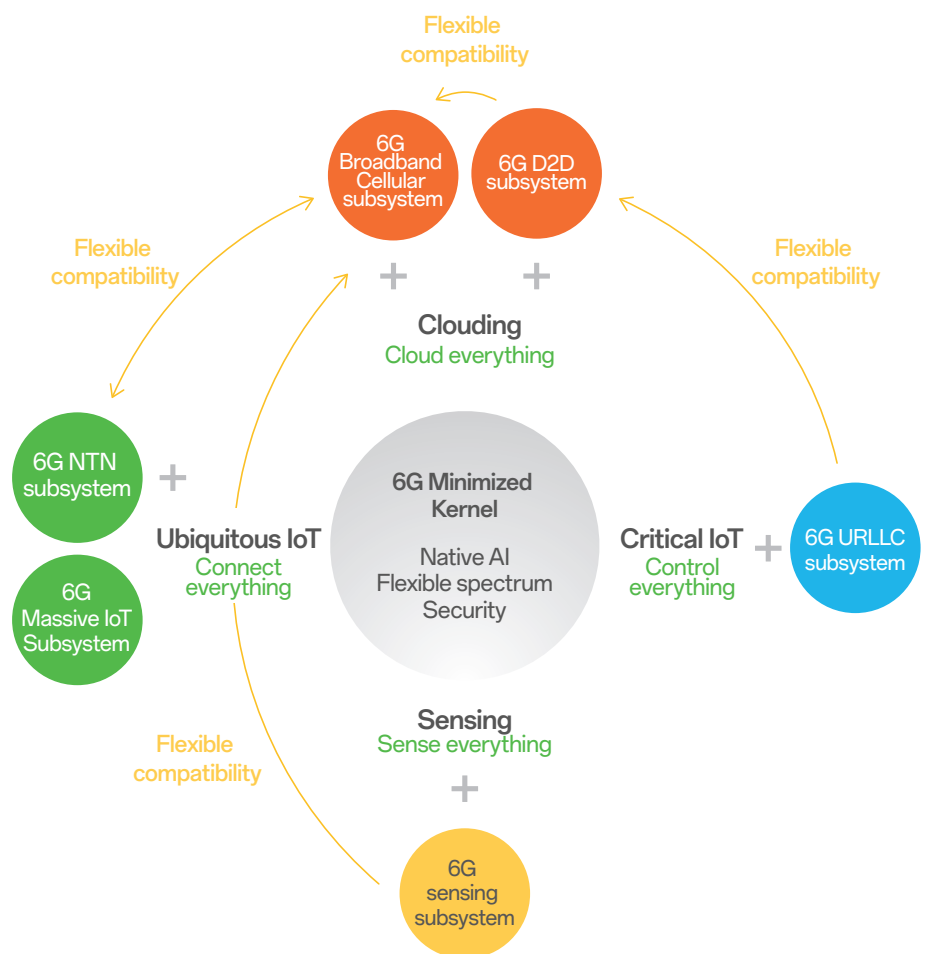 Flexible
compatibility
6G
Broadband
Cellular
subsystem
6G D2D
subsystem
Flexible
compatibility
Flexible
compatibility
Clouding
Cloud everything
6G NTN
subsystem
6G
Massive IoT
Subsystem
Ubiquitous IoT
Connect
everything
6G Minimized
Kernel
Native AI
Flexible spectrum
Security
Critical IoT
Control
everything
6G URLLC
subsystem
Sensing
Sense everything
Flexible
compatibility
6G
sensing
subsystem